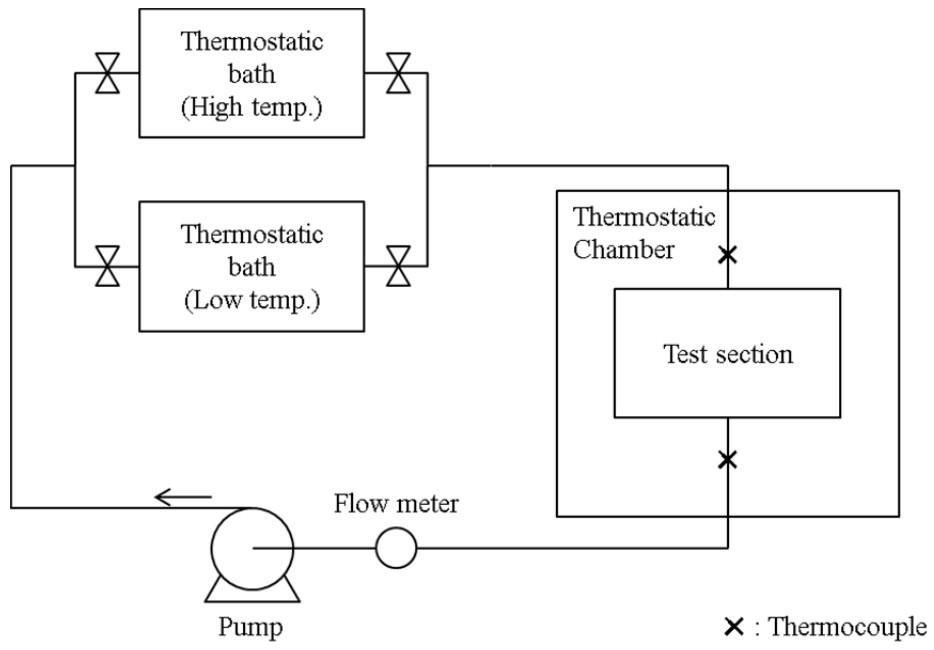 Thermostatic
bath
(High temp.)
Thermostatic
bath
(Low temp.)
Thermostatic
Chamber
Test section
Flow meter
Pump
: Thermocouple